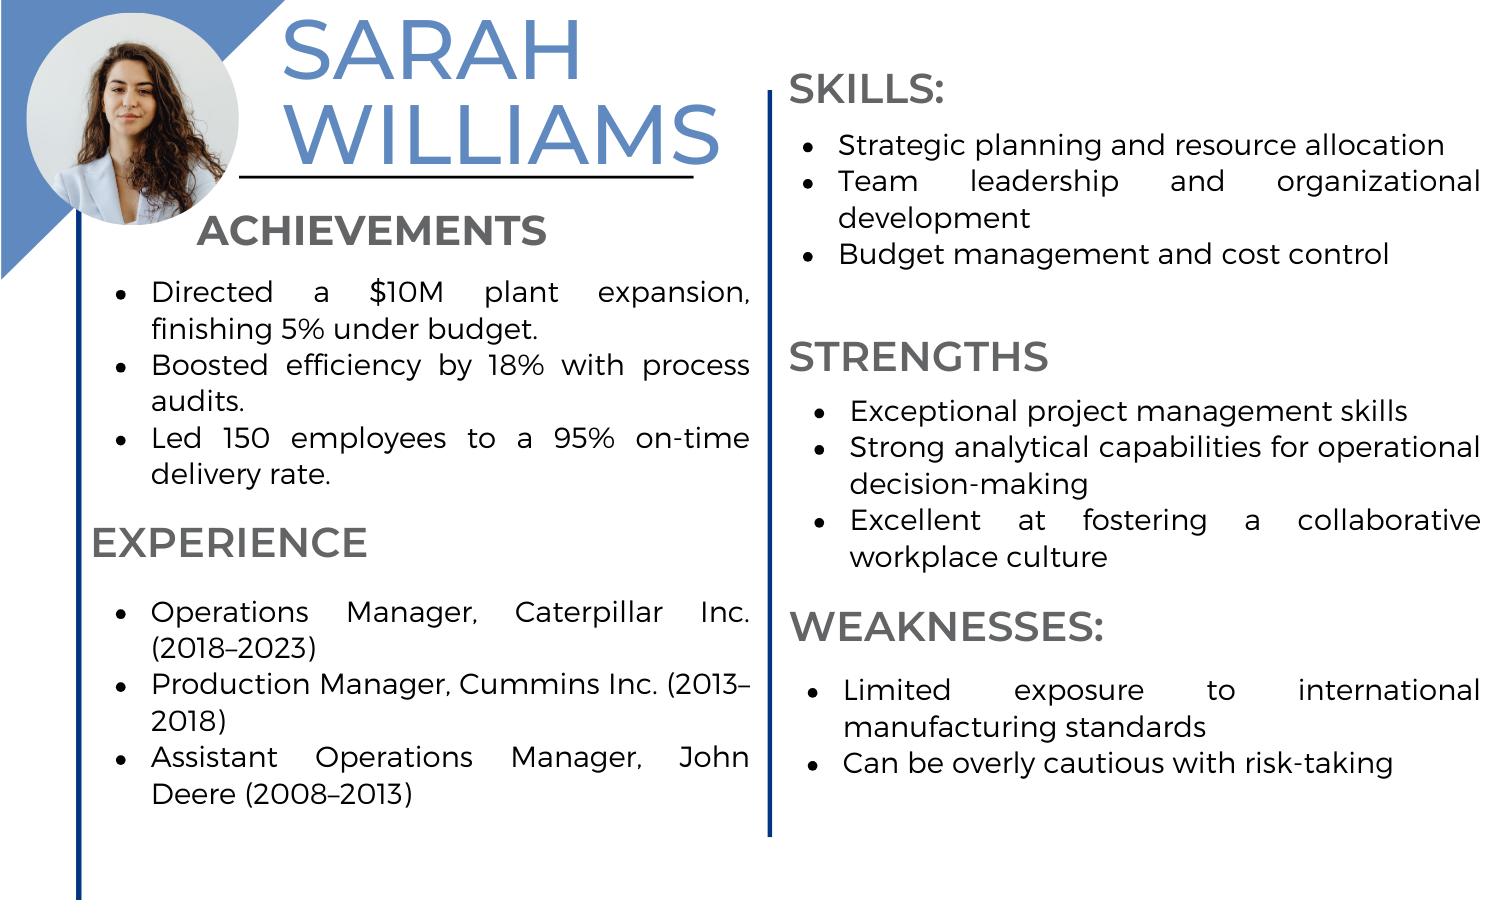 SARAH
WILLIAMS
ACHIEVEMENTS
• Directed a $10M plant expansion,
finishing 5% under budget.
• Boosted efficiency by 18% with process
audits.
• Led 150 employees to a 95% on-time
delivery rate.
EXPERIENCE
• Operations Manager, Caterpillar Inc.
(2018–2023)
• Production Manager, Cummins Inc. (2013–
2018)
• Assistant Operations Manager, John
Deere (2008–2013)
SKILLS:
• Strategic planning and resource allocation
• Team leadership and organizational
development
• Budget management and cost control
STRENGTHS
• Exceptional project management skills
• Strong analytical capabilities for operational
decision-making
• Excellent at fostering a collaborative
workplace culture
WEAKNESSES:
• Limited exposure to international
manufacturing standards
• Can be overly cautious with risk-taking